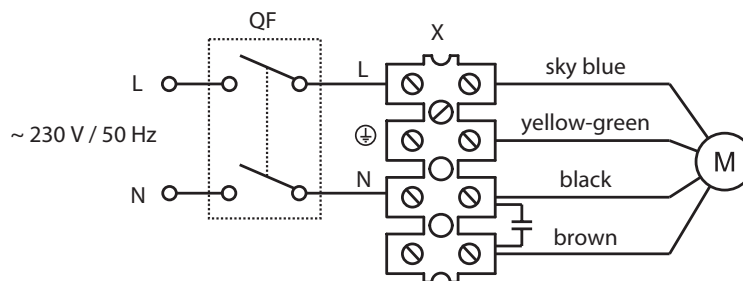 QF
X
L
L
sky blue
~ 230 V / 50 Hz
yellow-green
M
N
N
black
brown